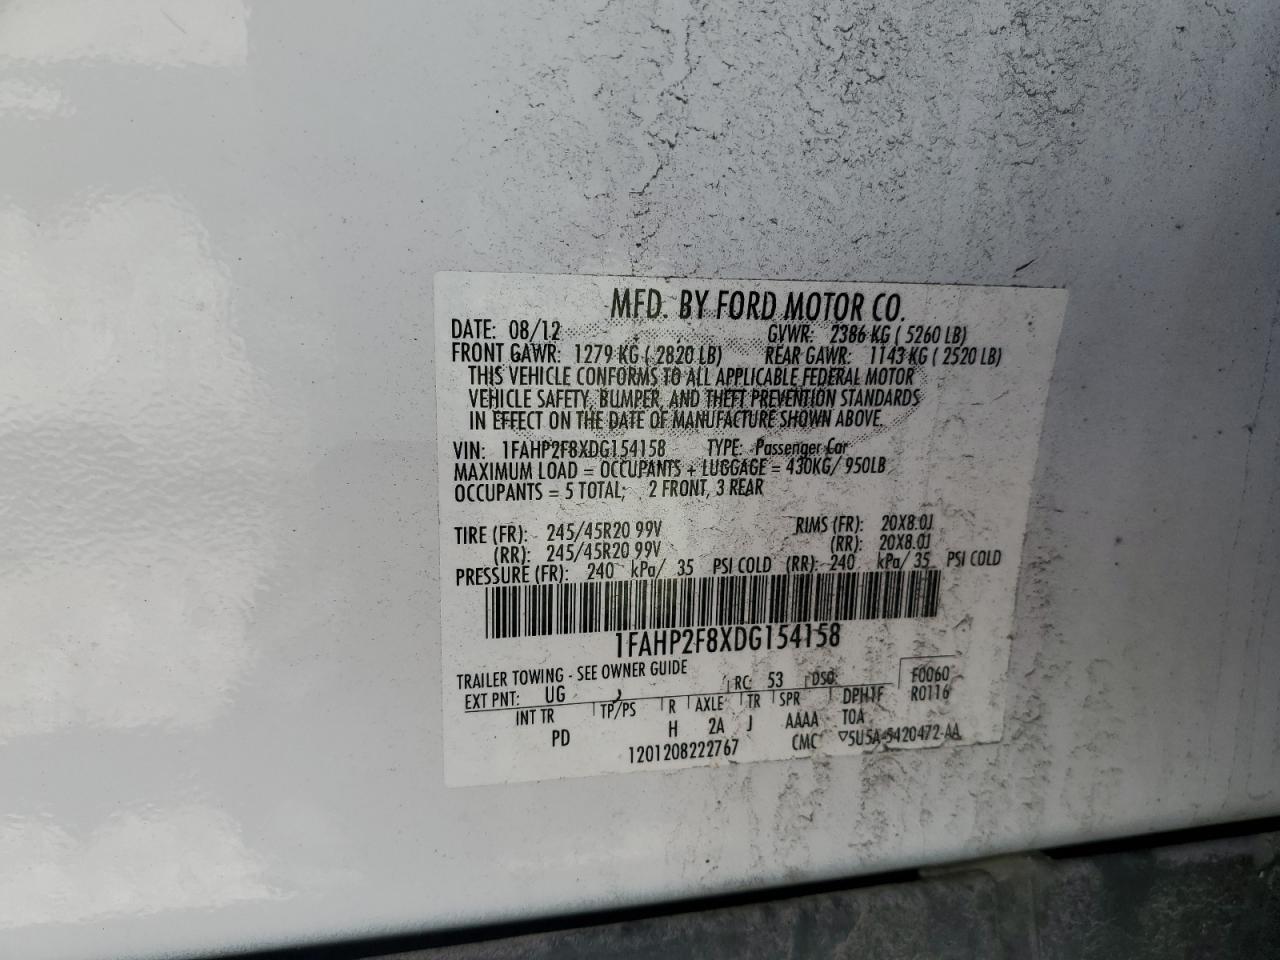 MFD. BY FORD MOTOR CO.
DATE: 08/12 GVWR: 2386 KG ( 5260 LB)
FRONT GAWR: 1279 KG ( 2820 LB) REAR GAWR: 1143 KG ( 2520 LB)
THIS VEHICLE CONFORMS TO ALL APPLICABLE FEDERAL MOTOR
VEHICLE SAFETY, BUMPER, AND THEFT PREVENTION STANDARDS
IN EFFECT ON THE DATE OF MANUFACTURE SHOWN ABOVE.
VIN: 1FAHP2F8XDG154158 TYPE: Passenger Car
MAXIMUM LOAD = OCCUPANTS + LUGGAGE = 430KG/ 950LB
OCCUPANTS = 5 TOTAL; 2 FRONT, 3 REAR
TIRE (FR): 245/45R20 99V RIMS (FR): 20X8.0J
(RR): 245/45R20 99V (RR): 20X8.0J
PRESSURE (FR): 240 kPa/ 35 PSI COLD (RR): 240 kPa/ 35 PSI COLD
1FAHP2F8XDG154158
TRAILER TOWING - SEE OWNER GUIDE
EXT PNT: UG , RC: 53 DSO: F0060
INT TR TP/PS R AXLE TR SPR DPH1F R0116
PD H 2A J AAAA T0A
1201208222767 CMC ▽5U5A-5420472-AA